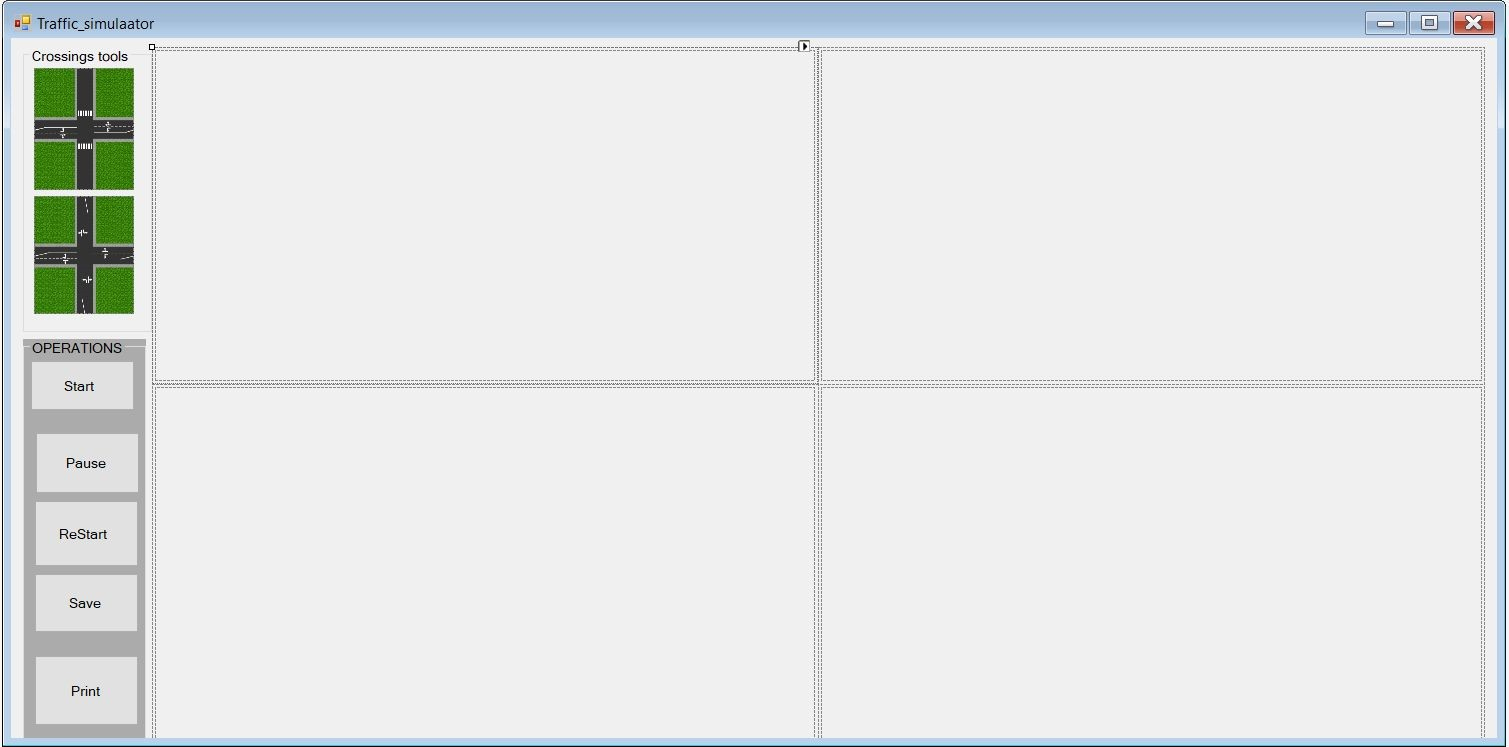 Traffic_simulaator
Crossings tools
OPERATIONS
Start
Pause
ReStart
Save
Print